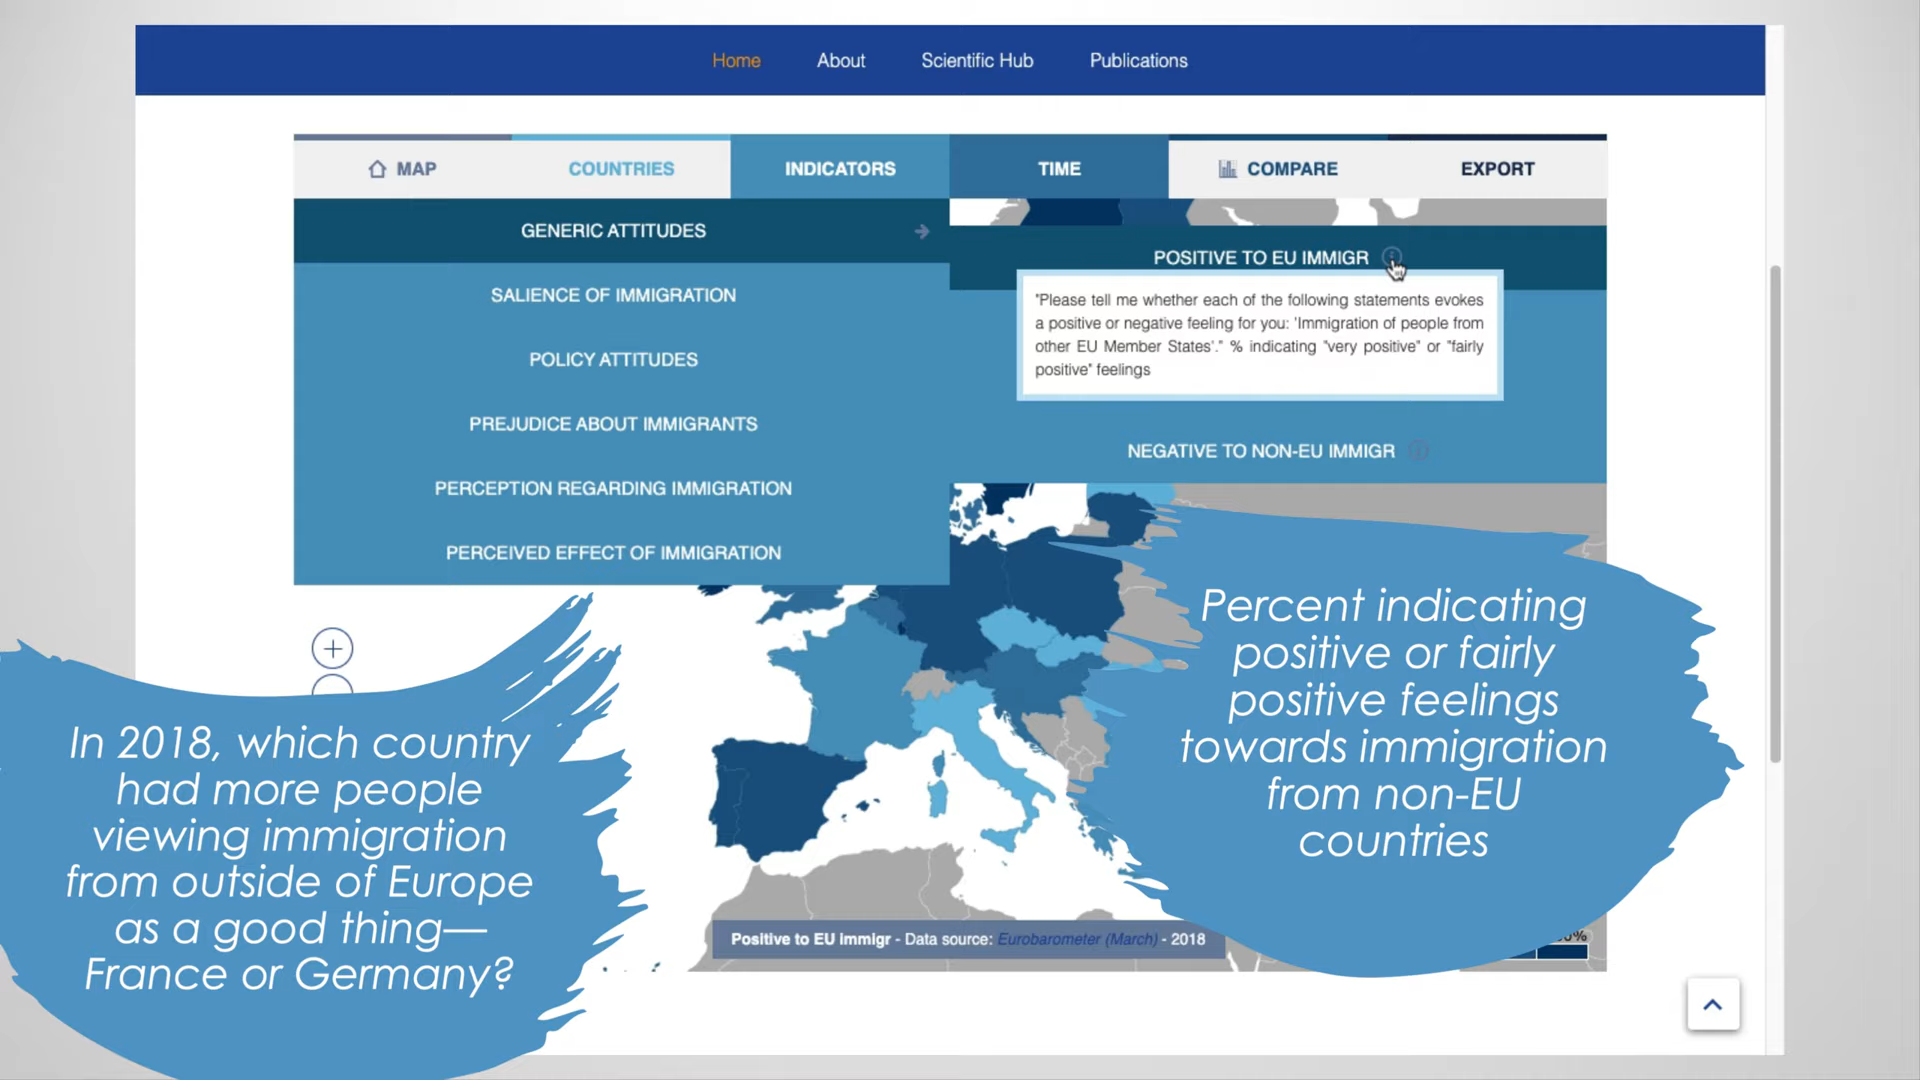 Home About Scientific Hub Publications
MAP COUNTRIES INDICATORS TIME COMPARE EXPORT
GENERIC ATTITUDES
SALIENCE OF IMMIGRATION
POLICY ATTITUDES
PREJUDICE ABOUT IMMIGRANTS
PERCEPTION REGARDING IMMIGRATION
PERCEIVED EFFECT OF IMMIGRATION
POSITIVE TO EU IMMIGR
"Please tell me whether each of the following statements evokes
a positive or negative feeling for you: 'Immigration of people from
other EU Member States'." % indicating "very positive" or "fairly
positive" feelings
NEGATIVE TO NON-EU IMMIGR
In 2018, which country
had more people
viewing immigration
from outside of Europe
as a good thing—
France or Germany?
Percent indicating
positive or fairly
positive feelings
towards immigration
from non-EU
countries
Positive to EU immigr - Data source: Eurobarometer (March) - 2018